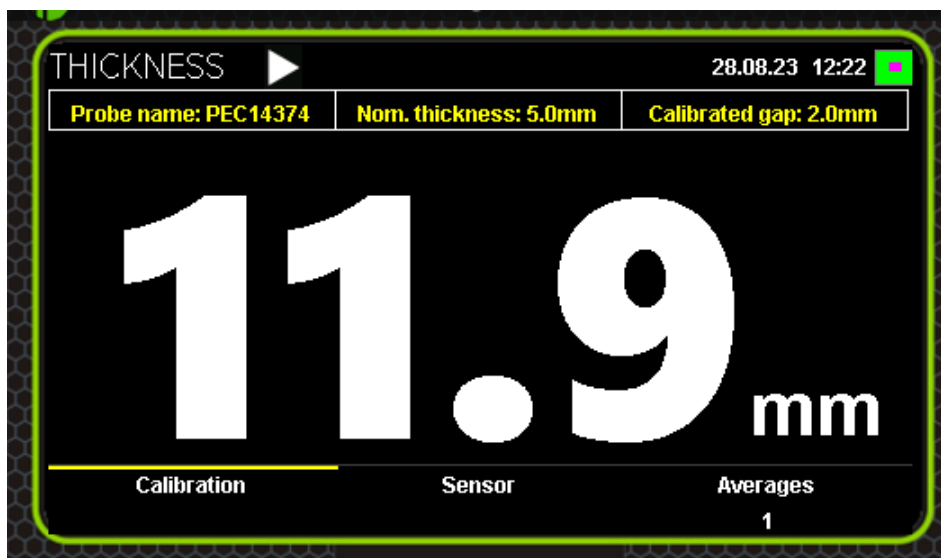 THICKNESS 28.08.23 12:22
Probe name: PEC14374 Nom. thickness: 5.0mm Calibrated gap: 2.0mm
11.9 mm
Calibration Sensor Averages
1